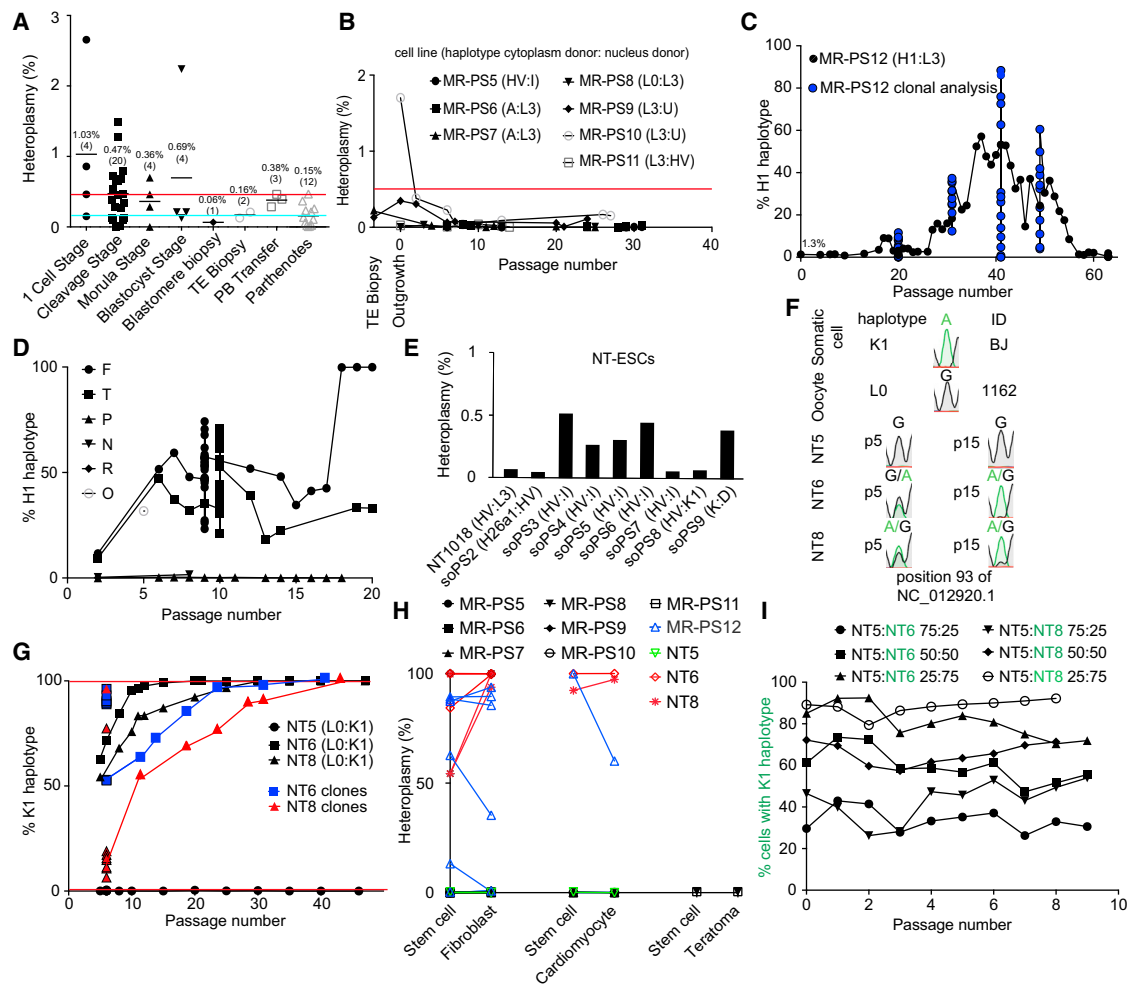 A
Heteroplasmy (%)
3
2
1
0
1.03%
(4)
0.47%
(20)
0.36%
(4)
0.69%
(4)
0.06%
(1)
0.16%
(2)
0.38%
(3)
0.15%
(12)
1 Cell Stage
Cleavage Stage
Morula Stage
Blastocyst Stage
Blastomere biopsy
TE Biopsy
PB Transfer
Parthenotes
B
cell line (haplotype cytoplasm donor: nucleus donor)
MR-PS5 (HV:I)
MR-PS6 (A:L3)
MR-PS7 (A:L3)
MR-PS8 (L0:L3)
MR-PS9 (L3:U)
MR-PS10 (L3:U)
MR-PS11 (L3:HV)
Heteroplasmy (%)
2
1
0
0 10 20 30 40
Passage number
TE Biopsy
Outgrowth
C
MR-PS12 (H1:L3)
MR-PS12 clonal analysis
% H1 haplotype
100
80
60
40
20
0
1.3%
0 20 40 60
Passage number
D
F
T
P
N
R
O
% H1 haplotype
100
50
0
0 5 10 15 20
Passage number
E
NT-ESCs
Heteroplasmy (%)
1.0
0.5
0
NT1018 (HV:L3)
soPS2 (H26a1:HV)
soPS3 (HV:I)
soPS4 (HV:I)
soPS5 (HV:I)
soPS6 (HV:I)
soPS7 (HV:I)
soPS8 (HV:K1)
soPS9 (K:D)
F
haplotype A ID
Somatic cell
K1 BJ
Oocyte
G
L0 1162
NT5
G G
p5 p15
NT6
G/A A/G
p5 p15
NT8
A/G A/G
p5 p15
position 93 of
NC_012920.1
G
% K1 haplotype
100
50
0
NT5 (L0:K1)
NT6 (L0:K1)
NT8 (L0:K1)
NT6 clones
NT8 clones
0 10 20 30 40
Passage number
H
MR-PS5
MR-PS6
MR-PS7
MR-PS8
MR-PS9
MR-PS10
MR-PS11
MR-PS12
NT5
NT6
NT8
Heteroplasmy (%)
100
50
0
Stem cell
Fibroblast
Stem cell
Cardiomyocyte
Stem cell
Teratoma
I
NT5:NT6 75:25
NT5:NT6 50:50
NT5:NT6 25:75
NT5:NT8 75:25
NT5:NT8 50:50
NT5:NT8 25:75
% cells with K1 haplotype
100
80
60
40
20
0
0 2 4 6 8 10
Passage number